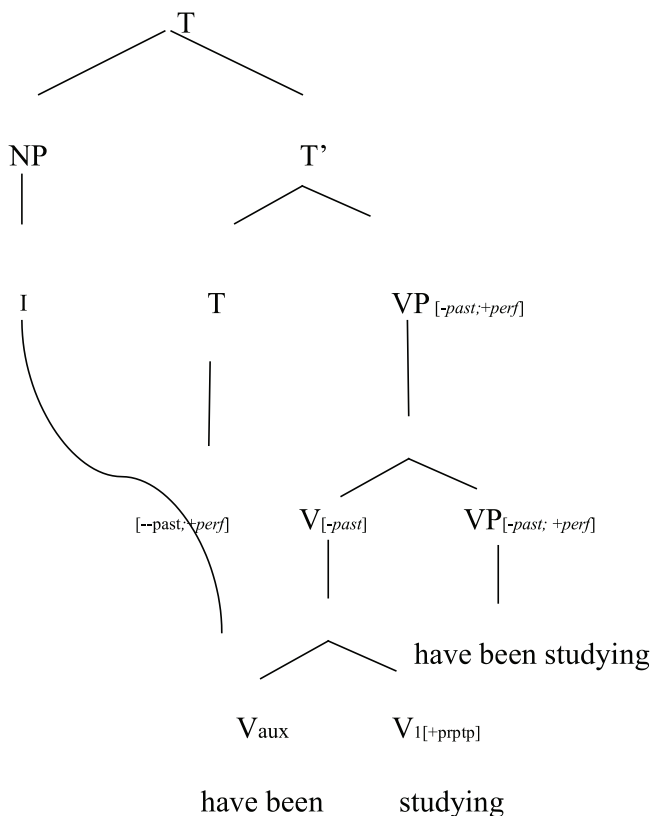 T
NP T’
I T VP [-past;+perf]
[--past;+perf] V[-past] VP[-past; +perf]
have been studying
Vaux V1[+prptp]
have been studying